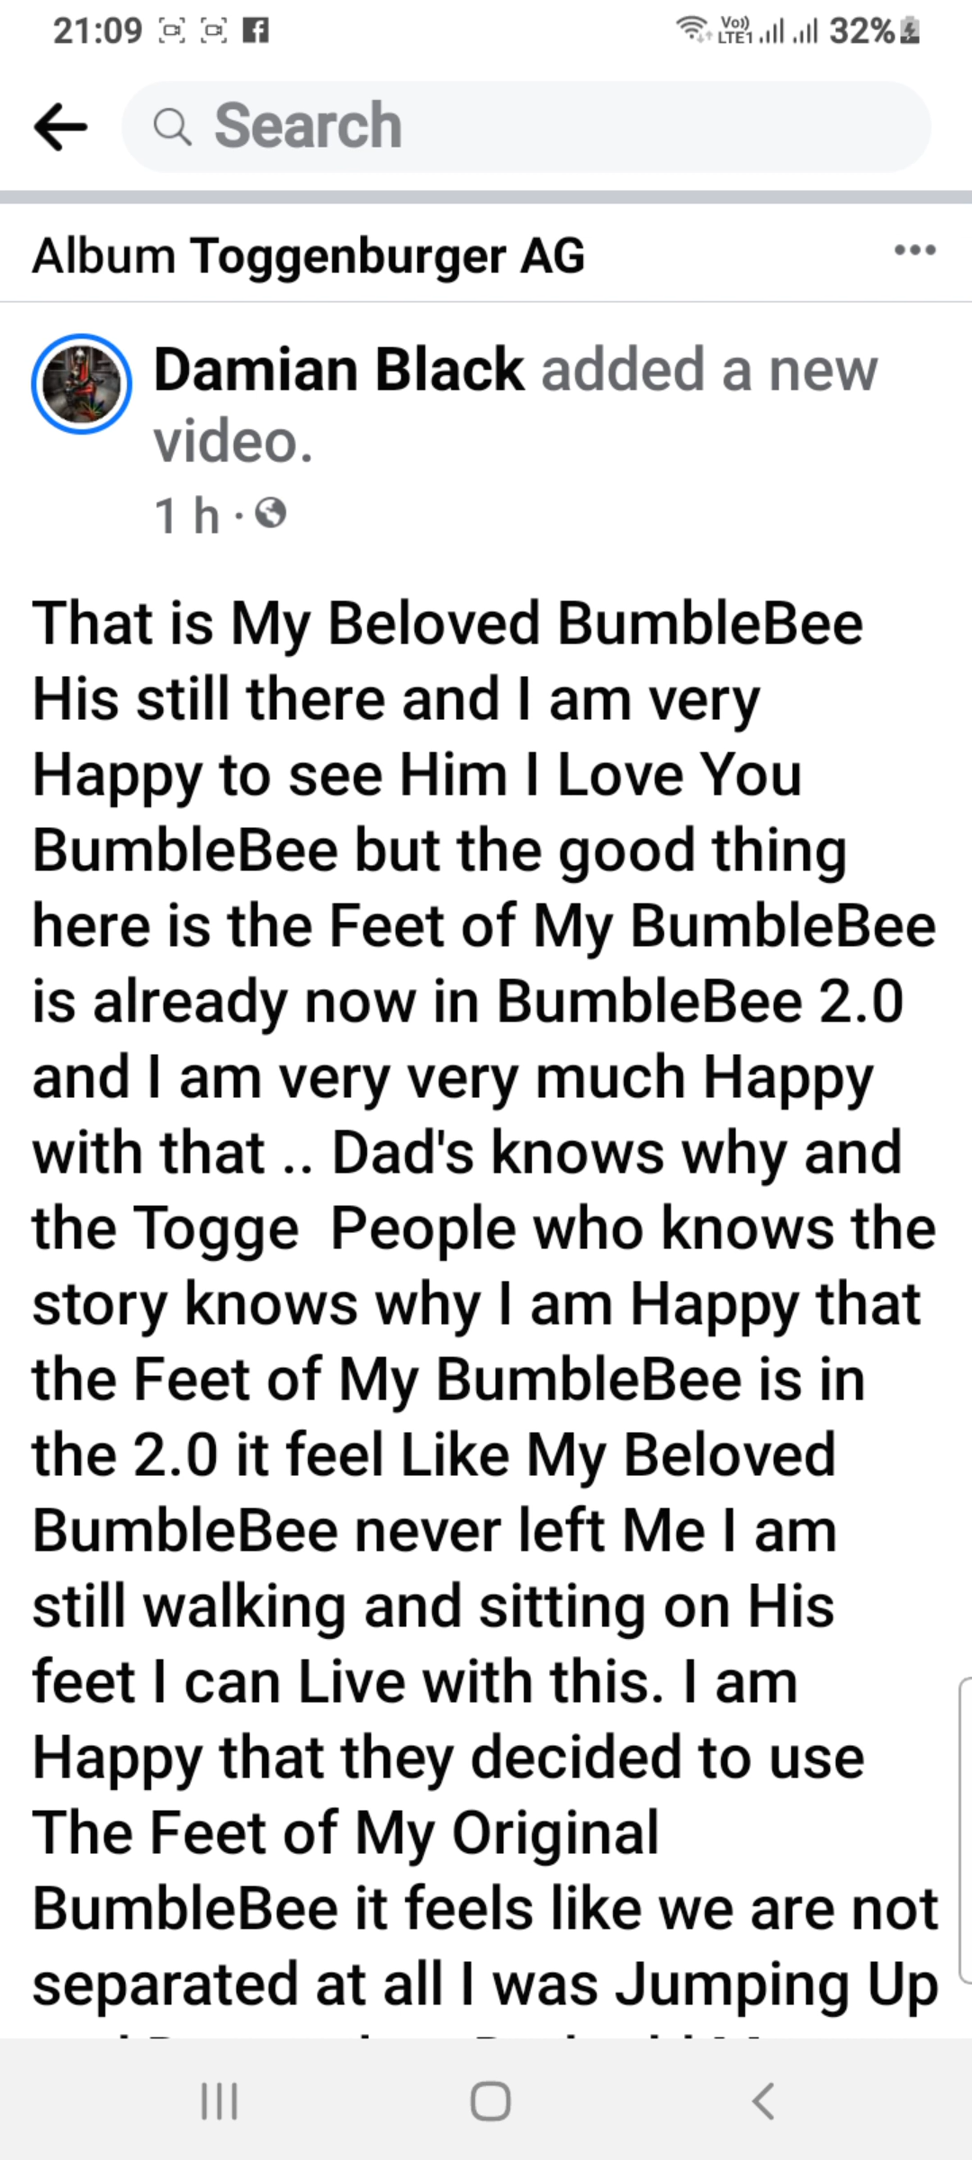 21:09 Vo)) LTE1 32%
Search
Album Toggenburger AG
Damian Black added a new
video.
1 h ·
That is My Beloved BumbleBee
His still there and I am very
Happy to see Him I Love You
BumbleBee but the good thing
here is the Feet of My BumbleBee
is already now in BumbleBee 2.0
and I am very very much Happy
with that .. Dad's knows why and
the Togge  People who knows the
story knows why I am Happy that
the Feet of My BumbleBee is in
the 2.0 it feel Like My Beloved
BumbleBee never left Me I am
still walking and sitting on His
feet I can Live with this. I am
Happy that they decided to use
The Feet of My Original
BumbleBee it feels like we are not
separated at all I was Jumping Up